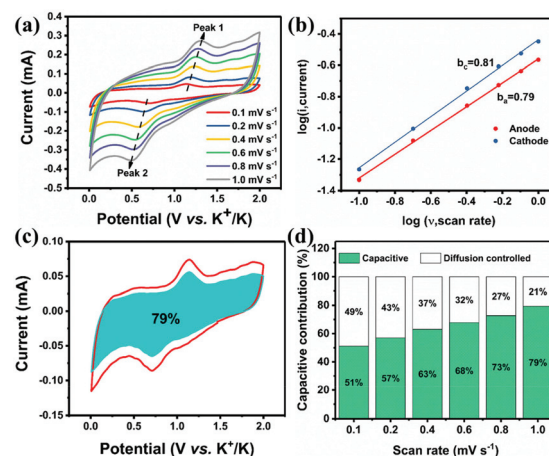 (a)
Peak 1
Peak 2
0.4
0.3
0.2
0.1
0.0
-0.1
-0.2
-0.3
-0.4
-0.5
Current (mA)
0.1 mV s⁻¹
0.2 mV s⁻¹
0.4 mV s⁻¹
0.6 mV s⁻¹
0.8 mV s⁻¹
1.0 mV s⁻¹
0.0 0.5 1.0 1.5 2.0
Potential (V vs. K⁺/K)
(b)
-0.4
-0.6
-0.8
-1.0
-1.2
-1.4
log(i,current)
b_c=0.81
b_a=0.79
Anode
Cathode
-1.0 -0.8 -0.6 -0.4 -0.2 0.0
log (ν,scan rate)
(c)
0.10
0.05
0.00
-0.05
-0.10
-0.15
Current (mA)
79%
0.0 0.5 1.0 1.5 2.0
Potential (V vs. K⁺/K)
(d)
Capacitive
Diffusion controlled
120
100
80
60
40
20
0
Capacitive contribution (%)
49% 43% 37% 32% 27% 21%
51% 57% 63% 68% 73% 79%
0.1 0.2 0.4 0.6 0.8 1.0
Scan rate (mV s⁻¹)